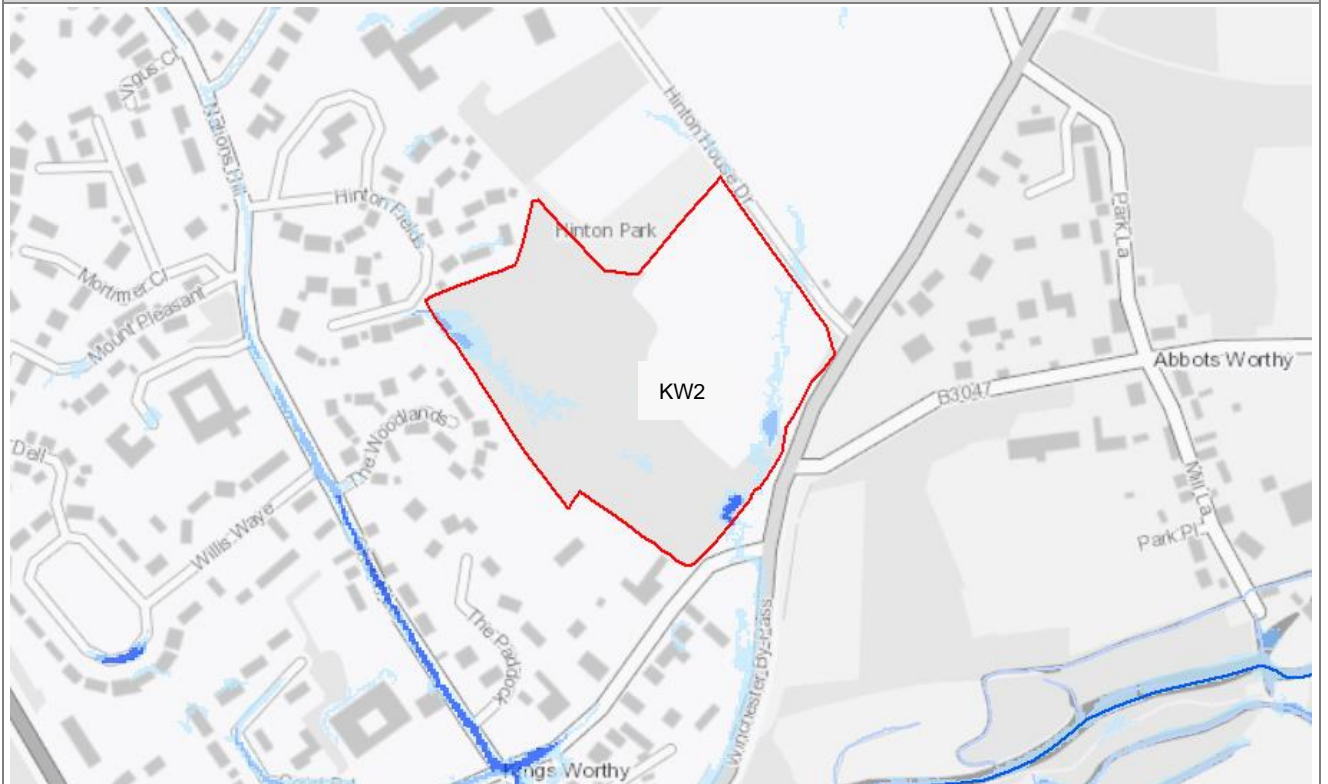 Vigus Cl
Nations Hill
Hinton House Dr
Hinton Fields
Hinton Park
Park La
Mortimer Cl
Mount Pleasant
Abbots Worthy
KW2
B3047
The Woodlands
Dell
Willis Waye
Mill La
Park Pl
The Paddock
Winchester By-Pass
Kings Worthy